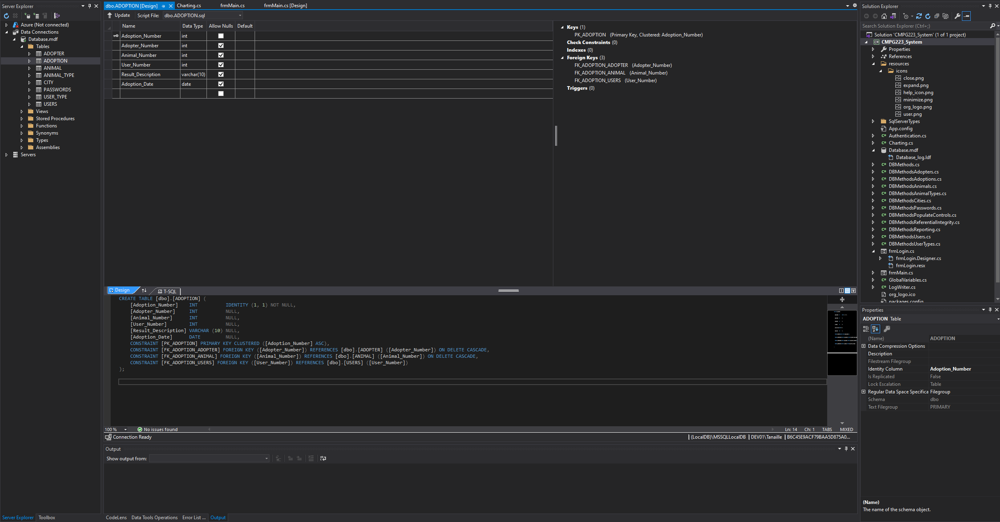 Server Explorer
Azure (Not connected)
Data Connections
Database.mdf
Tables
ADOPTER
ADOPTION
ANIMAL
ANIMAL_TYPE
CITY
PASSWORDS
USER_TYPE
USERS
Views
Stored Procedures
Functions
Synonyms
Types
Assemblies
Servers
Server Explorer Toolbox
dbo.ADOPTION [Design] Charting.cs frmMain.cs frmMain.cs [Design]
Update Script File: dbo.ADOPTION.sql
Name Data Type Allow Nulls Default
Adoption_Number int
Adopter_Number int
Animal_Number int
User_Number int
Result_Description varchar(10)
Adoption_Date date
Keys (1)
PK_ADOPTION (Primary Key, Clustered: Adoption_Number)
Check Constraints (0)
Indexes (0)
Foreign Keys (3)
FK_ADOPTION_ADOPTER (Adopter_Number)
FK_ADOPTION_ANIMAL (Animal_Number)
FK_ADOPTION_USERS (User_Number)
Triggers (0)
Design T-SQL
CREATE TABLE [dbo].[ADOPTION] (
[Adoption_Number] INT IDENTITY (1, 1) NOT NULL,
[Adopter_Number] INT NULL,
[Animal_Number] INT NULL,
[User_Number] INT NULL,
[Result_Description] VARCHAR (10) NULL,
[Adoption_Date] DATE NULL,
CONSTRAINT [PK_ADOPTION] PRIMARY KEY CLUSTERED ([Adoption_Number] ASC),
CONSTRAINT [FK_ADOPTION_ADOPTER] FOREIGN KEY ([Adopter_Number]) REFERENCES [dbo].[ADOPTER] ([Adopter_Number]) ON DELETE CASCADE,
CONSTRAINT [FK_ADOPTION_ANIMAL] FOREIGN KEY ([Animal_Number]) REFERENCES [dbo].[ANIMAL] ([Animal_Number]) ON DELETE CASCADE,
CONSTRAINT [FK_ADOPTION_USERS] FOREIGN KEY ([User_Number]) REFERENCES [dbo].[USERS] ([User_Number])
);
100 % No issues found Ln: 14 Ch: 1 TABS MIXED
Connection Ready (LocalDB)\MSSQLLocalDB DEV01\Tanaille B6C45E9ACF79BAA5D875A0...
Output
Show output from:
CodeLens Data Tools Operations Error List ... Output
Solution Explorer
Search Solution Explorer (Ctrl+;)
Solution 'CMPG223_System' (1 of 1 project)
CMPG223_System
Properties
References
resources
icons
close.png
expand.png
help_icon.png
minimize.png
org_logo.png
user.png
SqlServerTypes
App.config
Authentication.cs
Charting.cs
Database.mdf
Database_log.ldf
DBMethods.cs
DBMethodsAdopters.cs
DBMethodsAdoptions.cs
DBMethodsAnimals.cs
DBMethodsAnimalTypes.cs
DBMethodsCities.cs
DBMethodsPasswords.cs
DBMethodsPopulateControls.cs
DBMethodsReferentialIntegrity.cs
DBMethodsReporting.cs
DBMethodsUsers.cs
DBMethodsUserTypes.cs
frmLogin.cs
frmLogin.Designer.cs
frmLogin.resx
frmMain.cs
GlobalVariables.cs
LogWriter.cs
org_logo.ico
packages.config
Properties
ADOPTION Table
(Name) ADOPTION
Data Compression Options
Description
Filestream Filegroup
Identity Column Adoption_Number
Is Replicated False
Lock Escalation Table
Regular Data Space Specifica Filegroup
Schema dbo
Text Filegroup PRIMARY
(Name)
The name of the schema object.